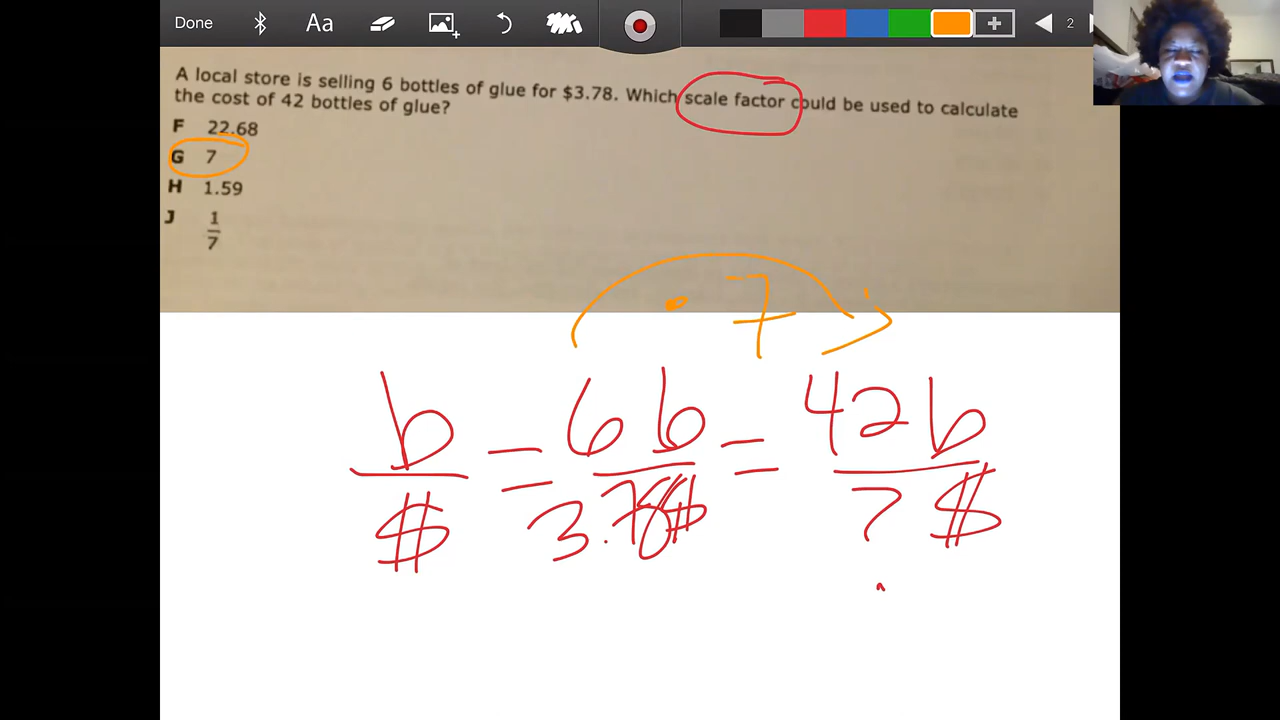 Done Aa 2
A local store is selling 6 bottles of glue for $3.78. Which scale factor could be used to calculate
the cost of 42 bottles of glue?
F 22.68
G 7
H 1.59
J 1/7
· 7
b/$ = 6b/3.78$ = 42b/?$